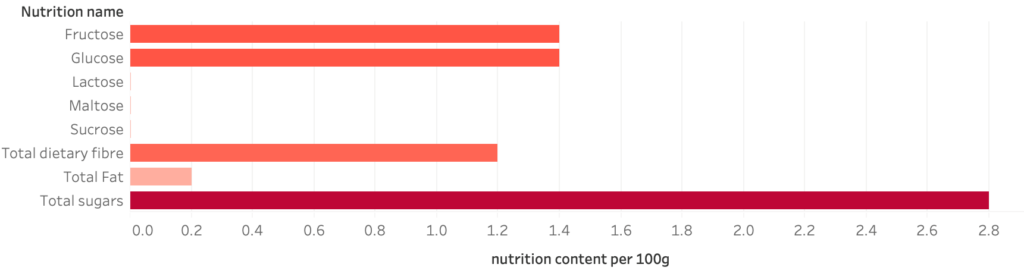 Nutrition name
Fructose
Glucose
Lactose
Maltose
Sucrose
Total dietary fibre
Total Fat
Total sugars
0.0 0.2 0.4 0.6 0.8 1.0 1.2 1.4 1.6 1.8 2.0 2.2 2.4 2.6 2.8
nutrition content per 100g